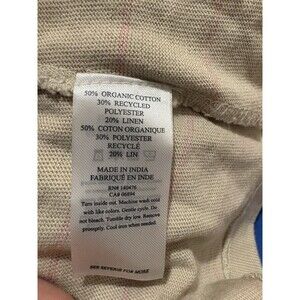 50% ORGANIC COTTON
30% RECYCLED
POLYESTER
20% LINEN
50% COTON ORGANIQUE
30% POLYESTER
RECYCLÉ
20% LIN
MADE IN INDIA
FABRIQUÉ EN INDE
RN# 140476
CA# 06894
Turn inside out. Machine wash cold
with like colors. Gentle cycle. Do
not bleach. Tumble dry low. Remove
promptly. Cool iron when needed.
SEE REVERSE FOR MORE